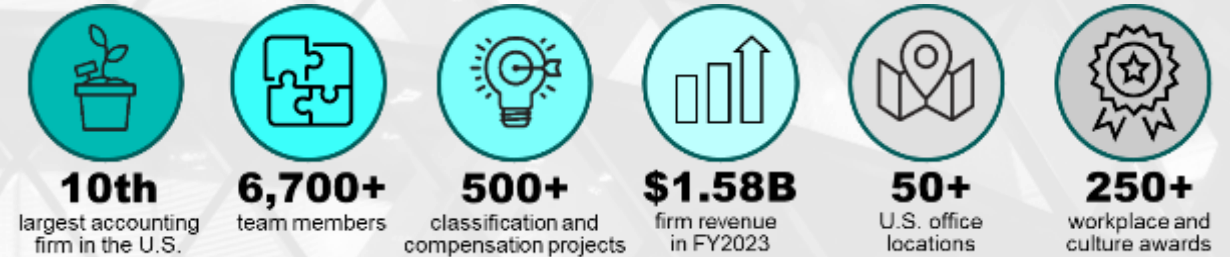 10th
largest accounting
firm in the U.S.
6,700+
team members
500+
classification and
compensation projects
$1.58B
firm revenue
in FY2023
50+
U.S. office
locations
250+
workplace and
culture awards